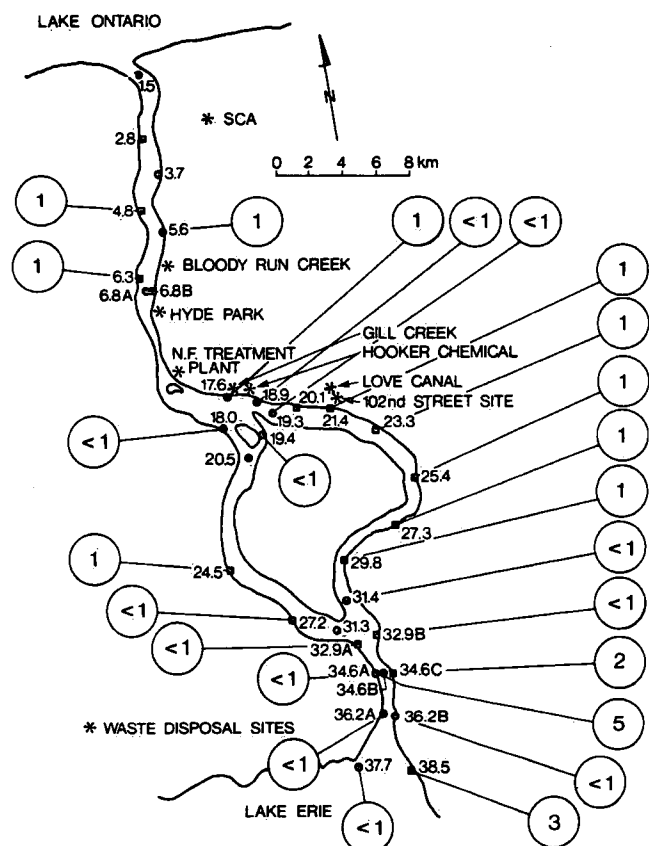 LAKE ONTARIO
1.5
* SCA
N
0 2 4 6 8 km
2.8
3.7
1
4.8
5.6
1
1
<1
<1
* BLOODY RUN CREEK
1
6.3
6.8A
6.8B
* HYDE PARK
1
GILL CREEK
N.F. TREATMENT
HOOKER CHEMICAL
* PLANT
* LOVE CANAL
1
17.6
18.9
20.1
* 102nd STREET SITE
18.0
19.3
21.4
23.3
<1
19.4
1
20.5
<1
25.4
1
27.3
1
29.8
1
24.5
31.4
<1
<1
27.2
31.3
32.9B
<1
32.9A
<1
34.6A
34.6C
2
34.6B
36.2A
36.2B
5
* WASTE DISPOSAL SITES
<1
37.7
38.5
<1
LAKE ERIE
<1
3